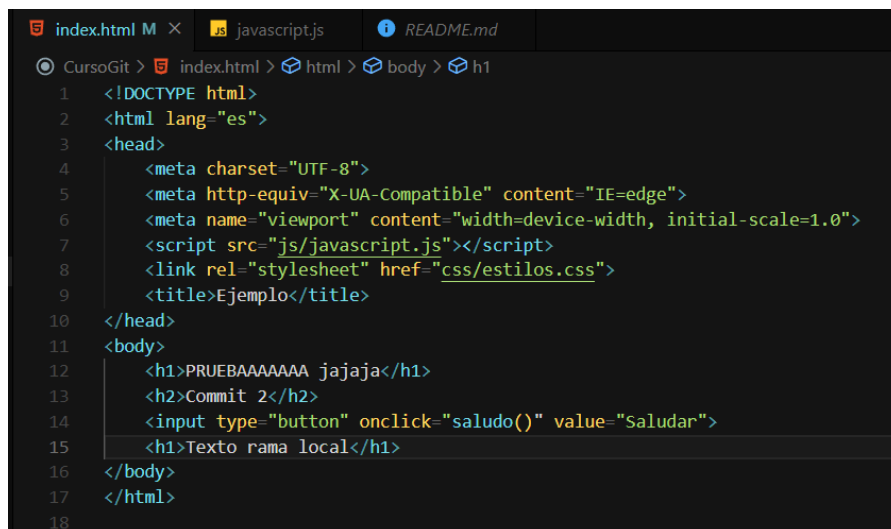 index.html M ×
JS javascript.js
README.md
CursoGit > index.html > html > body > h1
1 <!DOCTYPE html>
2 <html lang="es">
3 <head>
4 <meta charset="UTF-8">
5 <meta http-equiv="X-UA-Compatible" content="IE=edge">
6 <meta name="viewport" content="width=device-width, initial-scale=1.0">
7 <script src="js/javascript.js"></script>
8 <link rel="stylesheet" href="css/estilos.css">
9 <title>Ejemplo</title>
10 </head>
11 <body>
12 <h1>PRUEBAAAAAAA jajaja</h1>
13 <h2>Commit 2</h2>
14 <input type="button" onclick="saludo()" value="Saludar">
15 <h1>Texto rama local</h1>
16 </body>
17 </html>
18